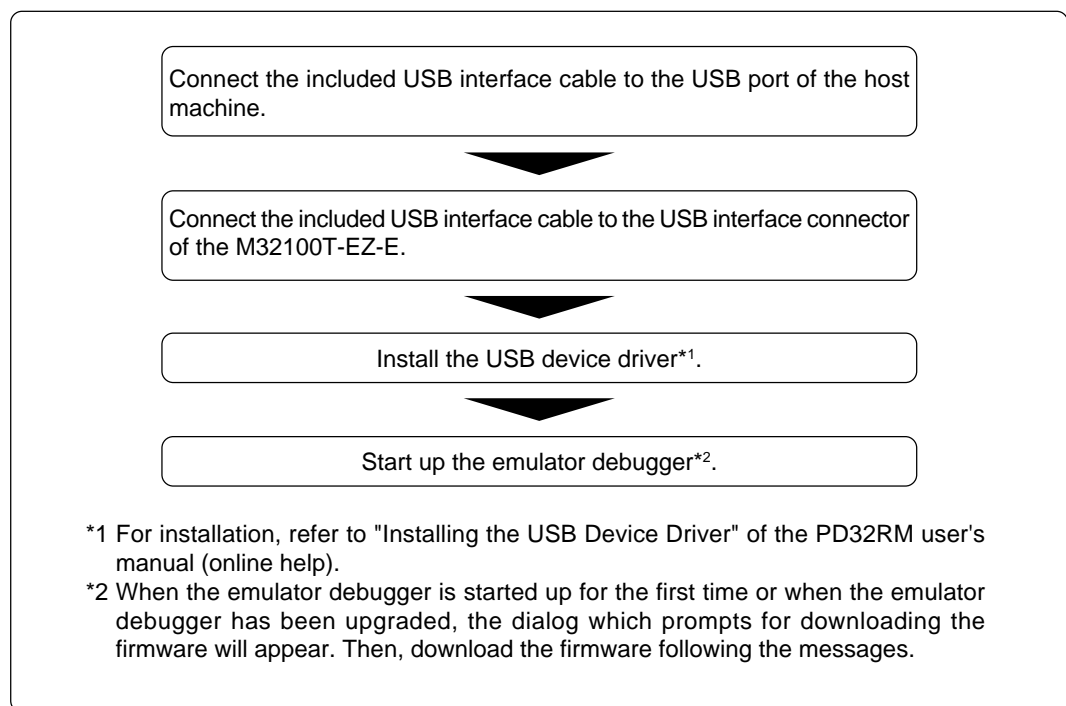 Connect the included USB interface cable to the USB port of the host
machine.
Connect the included USB interface cable to the USB interface connector
of the M32100T-EZ-E.
Install the USB device driver*1.
Start up the emulator debugger*2.
*1 For installation, refer to "Installing the USB Device Driver" of the PD32RM user's
manual (online help).
*2 When the emulator debugger is started up for the first time or when the emulator
debugger has been upgraded, the dialog which prompts for downloading the
firmware will appear. Then, download the firmware following the messages.